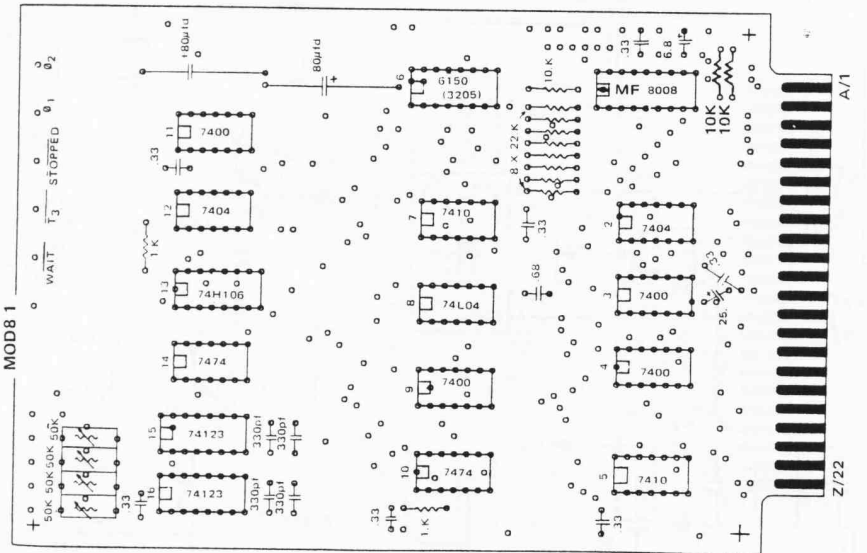 MOD8 1
WAIT
T3
STOPPED
Ø1
Ø2
180µfd
80µfd
+
6
6150
(3205)
10.K
.33
6.8
MF 8008
10K
10K
A/1
11
7400
.33
12
7404
1 K
13
74H106
14
7474
15
74123
330pf
330pf
16
74123
330pf
330pf
50K
50K
50K
50K
.33
8 X 22 K
7
7410
.33
8
74L04
.68
9
7400
10
7474
.33
1.K
2
7404
3
7400
.33
25.
4
7400
5
7410
.33
Z/22
47